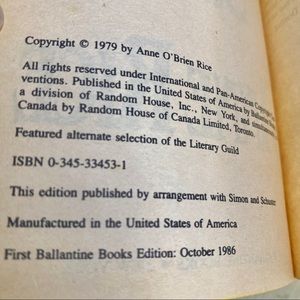 Copyright © 1979 by Anne O'Brien Rice
All rights reserved under International and Pan-American Copyright Con-
ventions. Published in the United States of America by Ballantine
a division of Random House, Inc., New York, and simultaneously
Canada by Random House of Canada Limited, Toronto.
Featured alternate selection of the Literary Guild
ISBN 0-345-33453-1
This edition published by arrangement with Simon and Schuster
Manufactured in the United States of America
First Ballantine Books Edition: October 1986